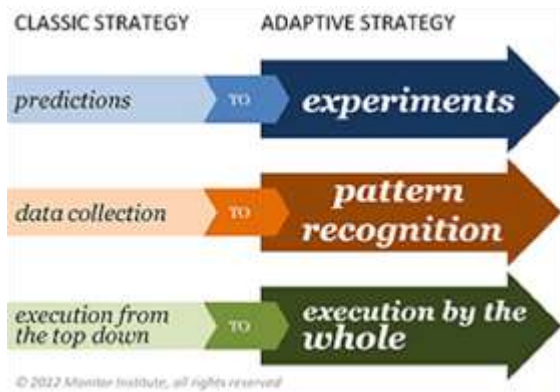 CLASSIC STRATEGY
ADAPTIVE STRATEGY
predictions
TO
experiments
data collection
TO
pattern
recognition
execution from
the top down
TO
execution by the
whole
© 2012 Monitor Institute, all rights reserved